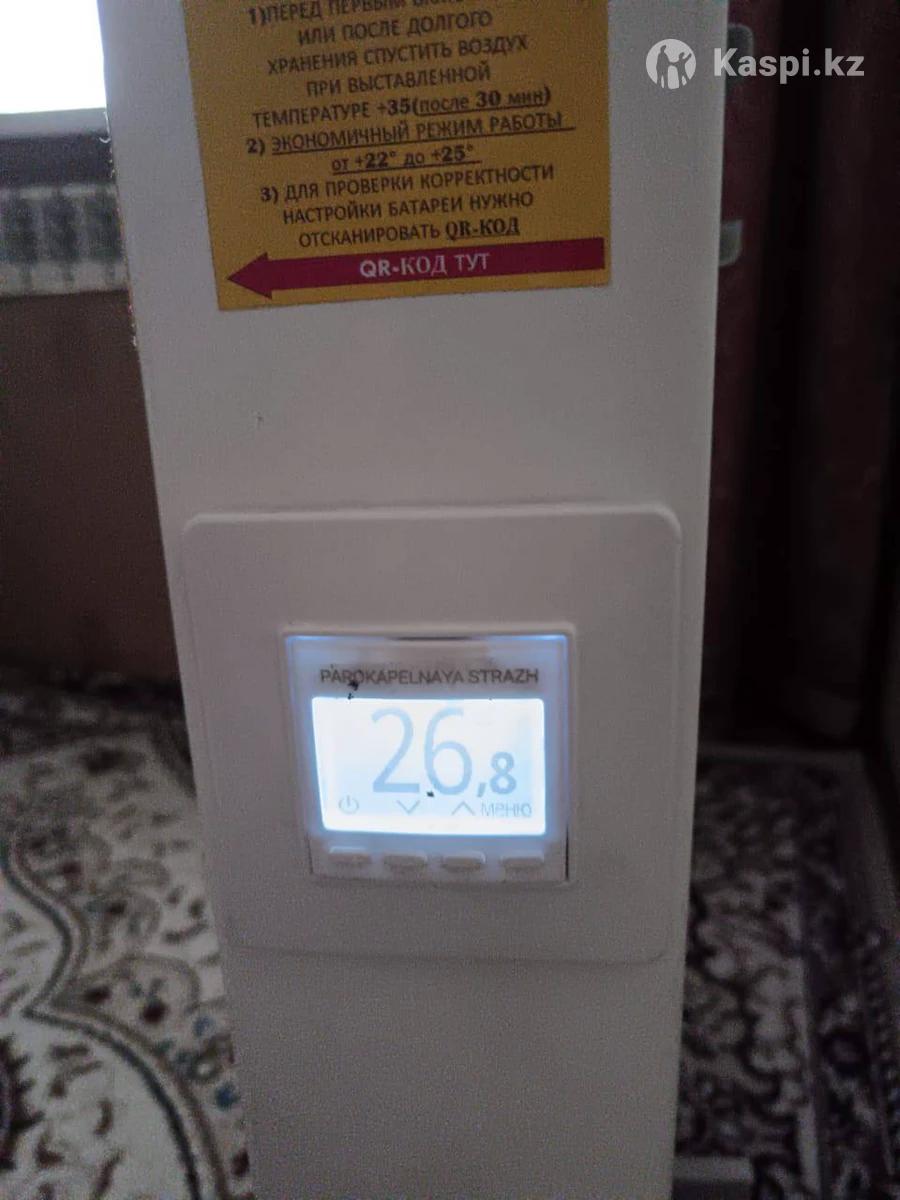 Kaspi.kz
1)ПЕРЕД ПЕРВЫМ
ИЛИ ПОСЛЕ ДОЛГОГО
ХРАНЕНИЯ СПУСТИТЬ ВОЗДУХ
ПРИ ВЫСТАВЛЕННОЙ
ТЕМПЕРАТУРЕ +35(после 30 мин)
2) ЭКОНОМИЧНЫЙ РЕЖИМ РАБОТЫ
от +22° до +25°
3) ДЛЯ ПРОВЕРКИ КОРРЕКТНОСТИ
НАСТРОЙКИ БАТАРЕИ НУЖНО
ОТСКАНИРОВАТЬ QR-КОД
QR-КОД ТУТ
PAROKAPELNAYA STRAZH
26,8
меню